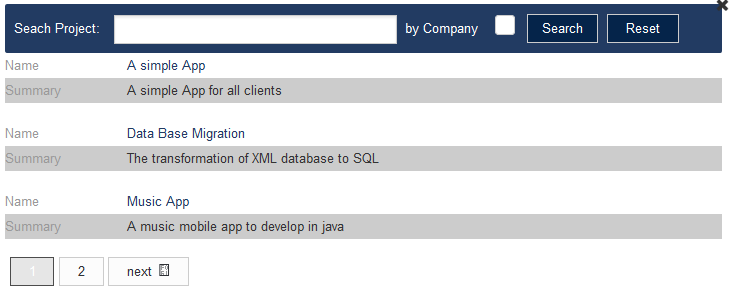 Seach Project: by Company Search Reset
Name A simple App
Summary A simple App for all clients
Name Data Base Migration
Summary The transformation of XML database to SQL
Name Music App
Summary A music mobile app to develop in java
1 2 next